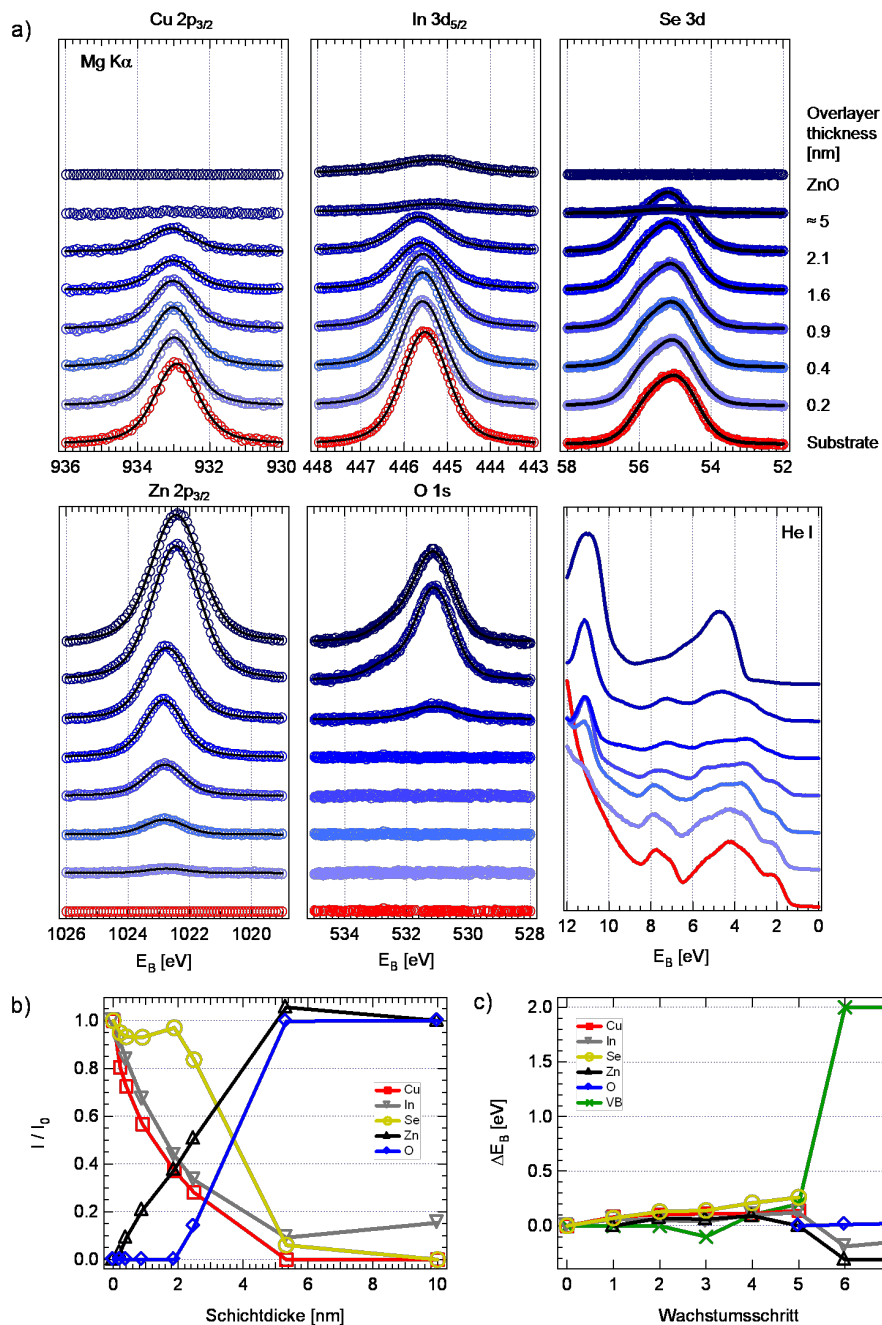 a)
Cu 2p3/2
In 3d5/2
Se 3d
Mg Kα
Overlayer
thickness
[nm]
ZnO
≈ 5
2.1
1.6
0.9
0.4
0.2
Substrate
936 934 932 930
448 447 446 445 444 443
58 56 54 52
Zn 2p3/2
O 1s
He I
1026 1024 1022 1020
534 532 530 528
12 10 8 6 4 2 0
EB [eV]
EB [eV]
EB [eV]
b)
1.0
0.8
0.6
0.4
0.2
0.0
I / I0
Cu
In
Se
Zn
O
0 2 4 6 8 10
Schichtdicke [nm]
c)
2.0
1.5
1.0
0.5
0.0
ΔEB [eV]
Cu
In
Se
Zn
O
VB
0 1 2 3 4 5 6
Wachstumsschritt